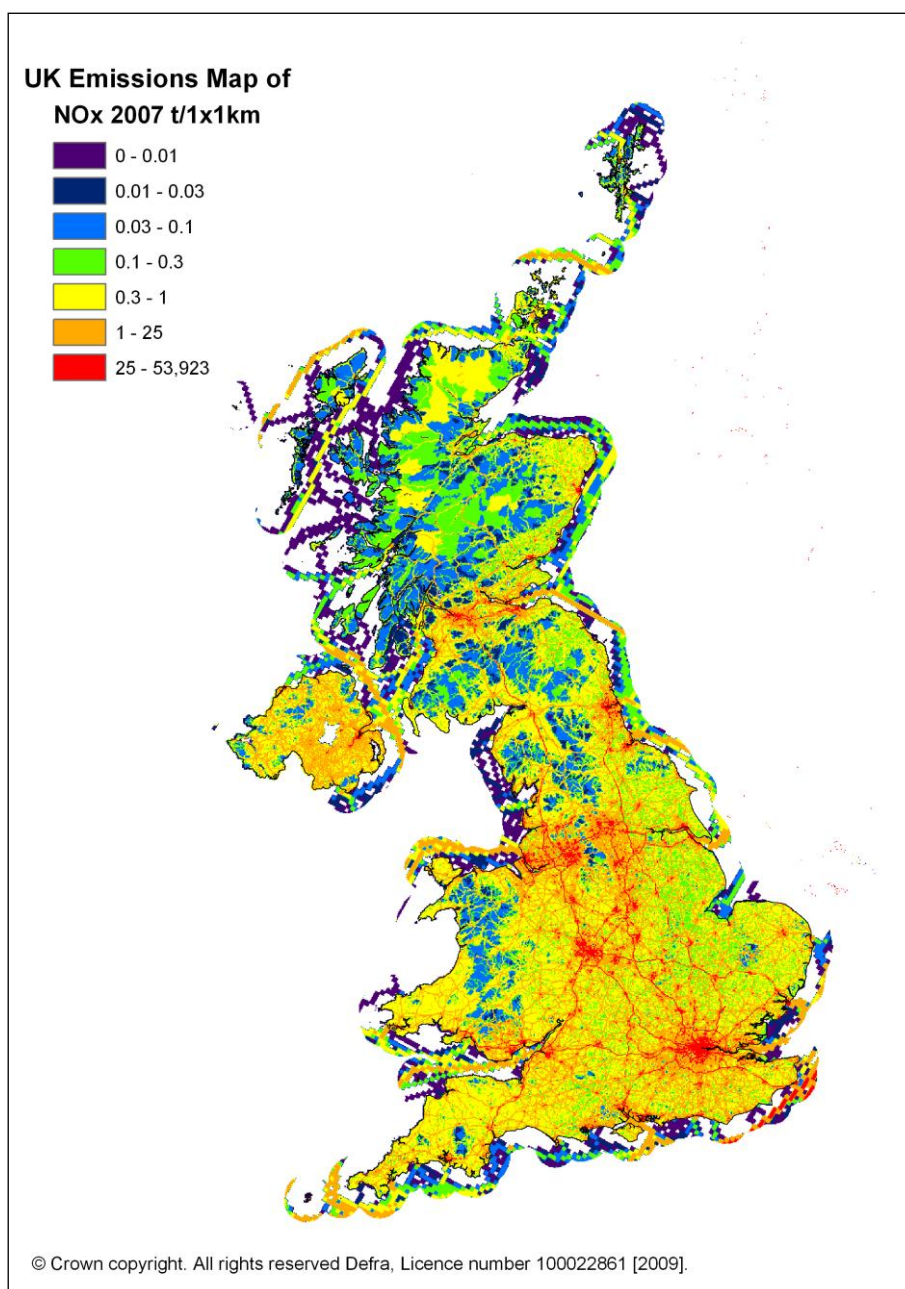 UK Emissions Map of
NOx 2007 t/1x1km
0 - 0.01
0.01 - 0.03
0.03 - 0.1
0.1 - 0.3
0.3 - 1
1 - 25
25 - 53,923
© Crown copyright. All rights reserved Defra, Licence number 100022861 [2009].